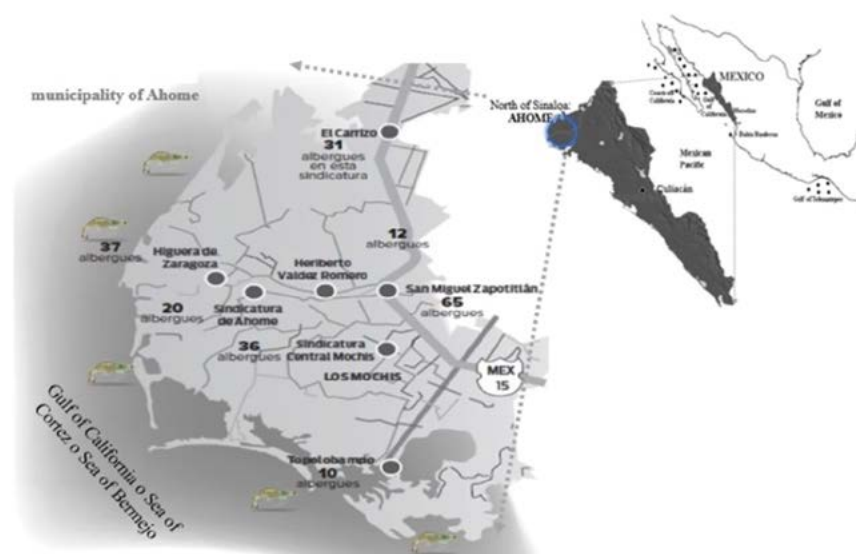 municipality of Ahome
El Carrizo
31
albergues
en esta
sindicatura
12
albergues
37
albergues
Higuera de
Zaragoza
Heriberto
Valdez Romero
San Miguel Zapotitlán
65
albergues
20
albergues
Sindicatura
de Ahome
36
albergues
Sindicatura
Central Mochis
LOS MOCHIS
MEX
15
Topolobampo
10
albergues
Gulf of California o Sea of
Cortez o Sea of Bermejo
North of Sinaloa:
AHOME
Culiacán
MEXICO
Gulf of
California
Gulf of
Mexico
Mexican
Pacific
Gulf of Tehuantepec